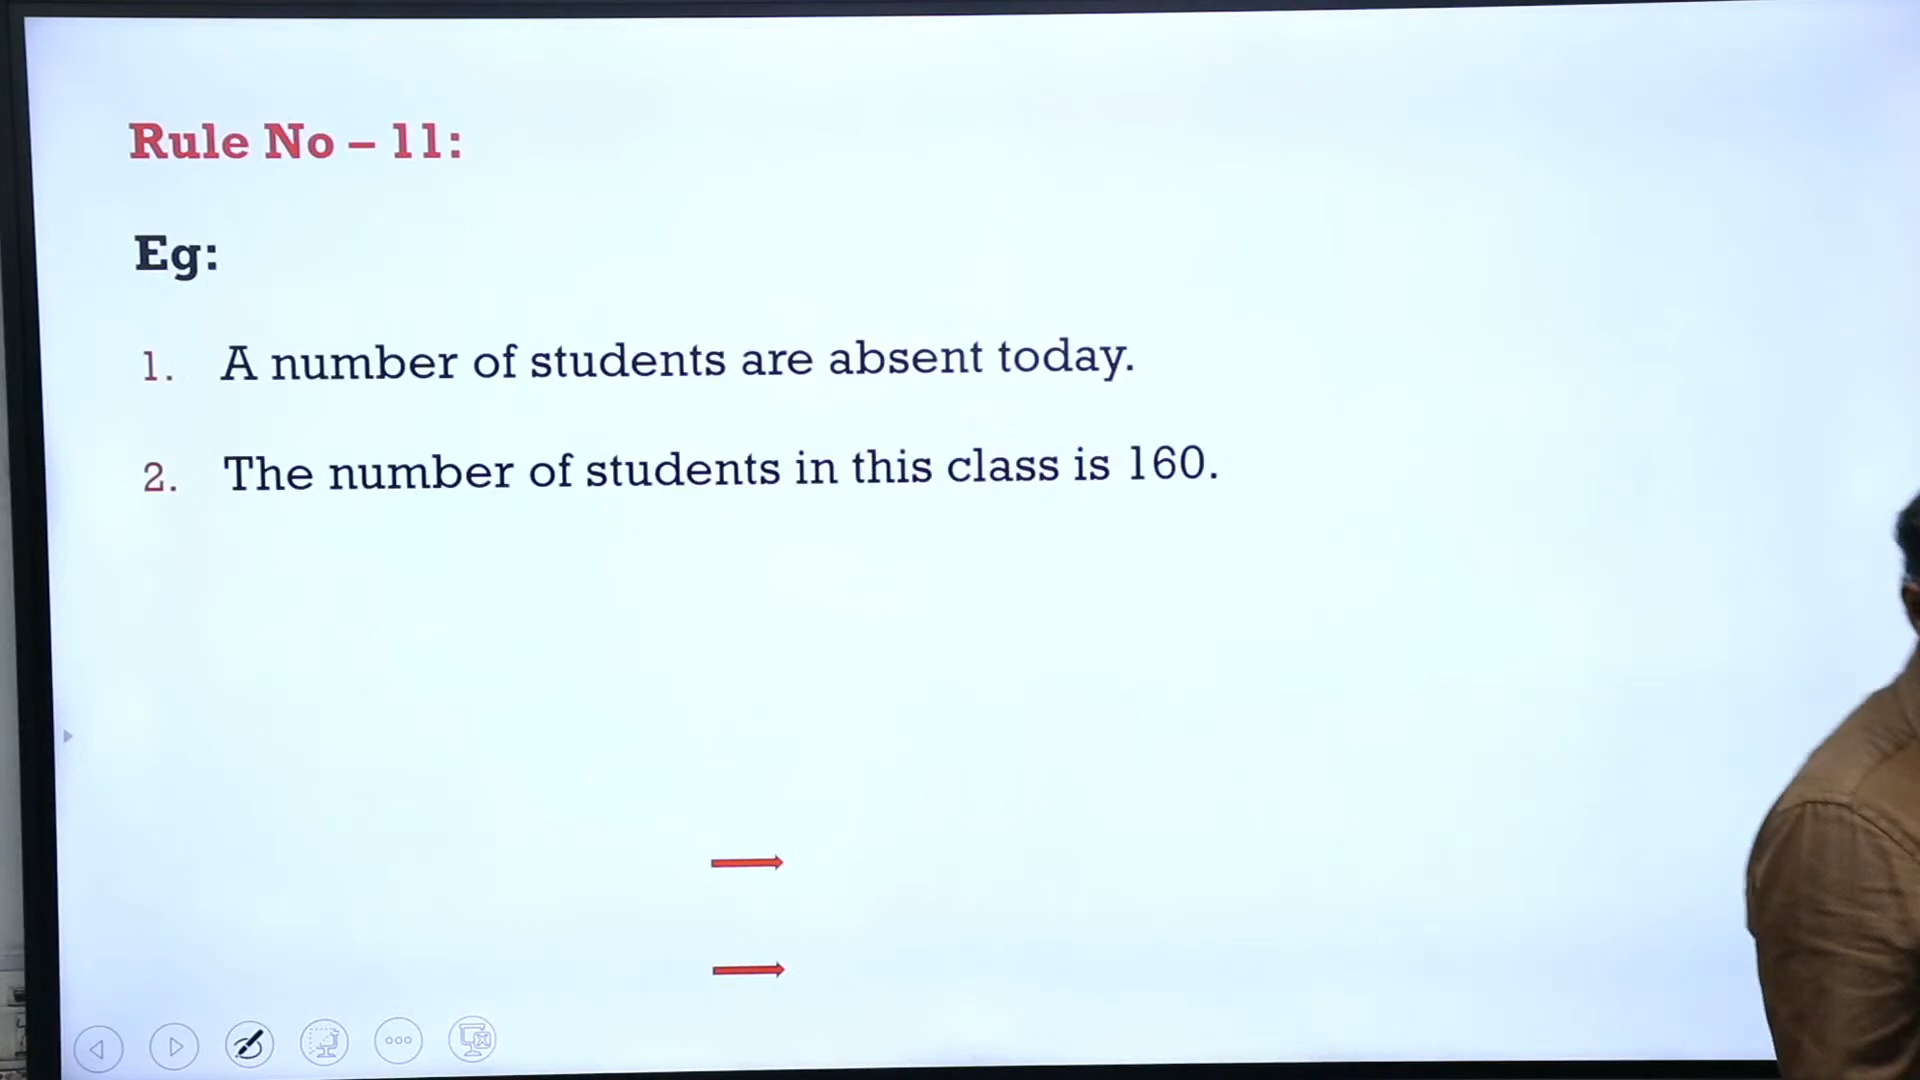 Rule No – 11:
Eg:
1. A number of students are absent today.
2. The number of students in this class is 160.